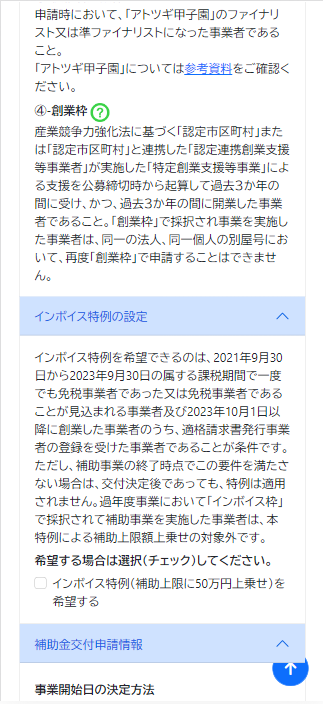 申請時において、「アトツギ甲子園」のファイナリ
スト又は準ファイナリストになった事業者であるこ
こと。
「アトツギ甲子園」については参考資料をご確認く
ださい。
④-創業枠 ?
産業競争力強化法に基づく「認定市区町村」また
は「認定市区町村」と連携した「認定連携創業支援
等事業者」が実施した「特定創業支援等事業」によ
る支援を公募締切時から起算して過去3か年の
間に受け、かつ、過去3か年の間に開業した事業
者であること。「創業枠」で採択され事業を実施し
た事業者は、同一の法人、同一個人の別屋号にお
いて、再度「創業枠」で申請することはできませ
ん。
インボイス特例の設定
インボイス特例を希望できるのは、2021年9月30
日から2023年9月30日の属する課税期間で一度
でも免税事業者であった又は免税事業者である
ことが見込まれる事業者及び2023年10月1日以
降に創業した事業者のうち、適格請求書発行事業
者の登録を受けた事業者であることが条件です。
ただし、補助事業の終了時点でこの要件を満たさ
ない場合は、交付決定後であっても、特例は適用
されません。過年度事業において「インボイス枠」
で採択されて補助事業を実施した事業者は、本
特例による補助上限額上乗せの対象外です。
希望する場合は選択（チェック）してください。
インボイス特例（補助上限に50万円上乗せ）を
希望する
補助金交付申請情報
事業開始日の決定方法